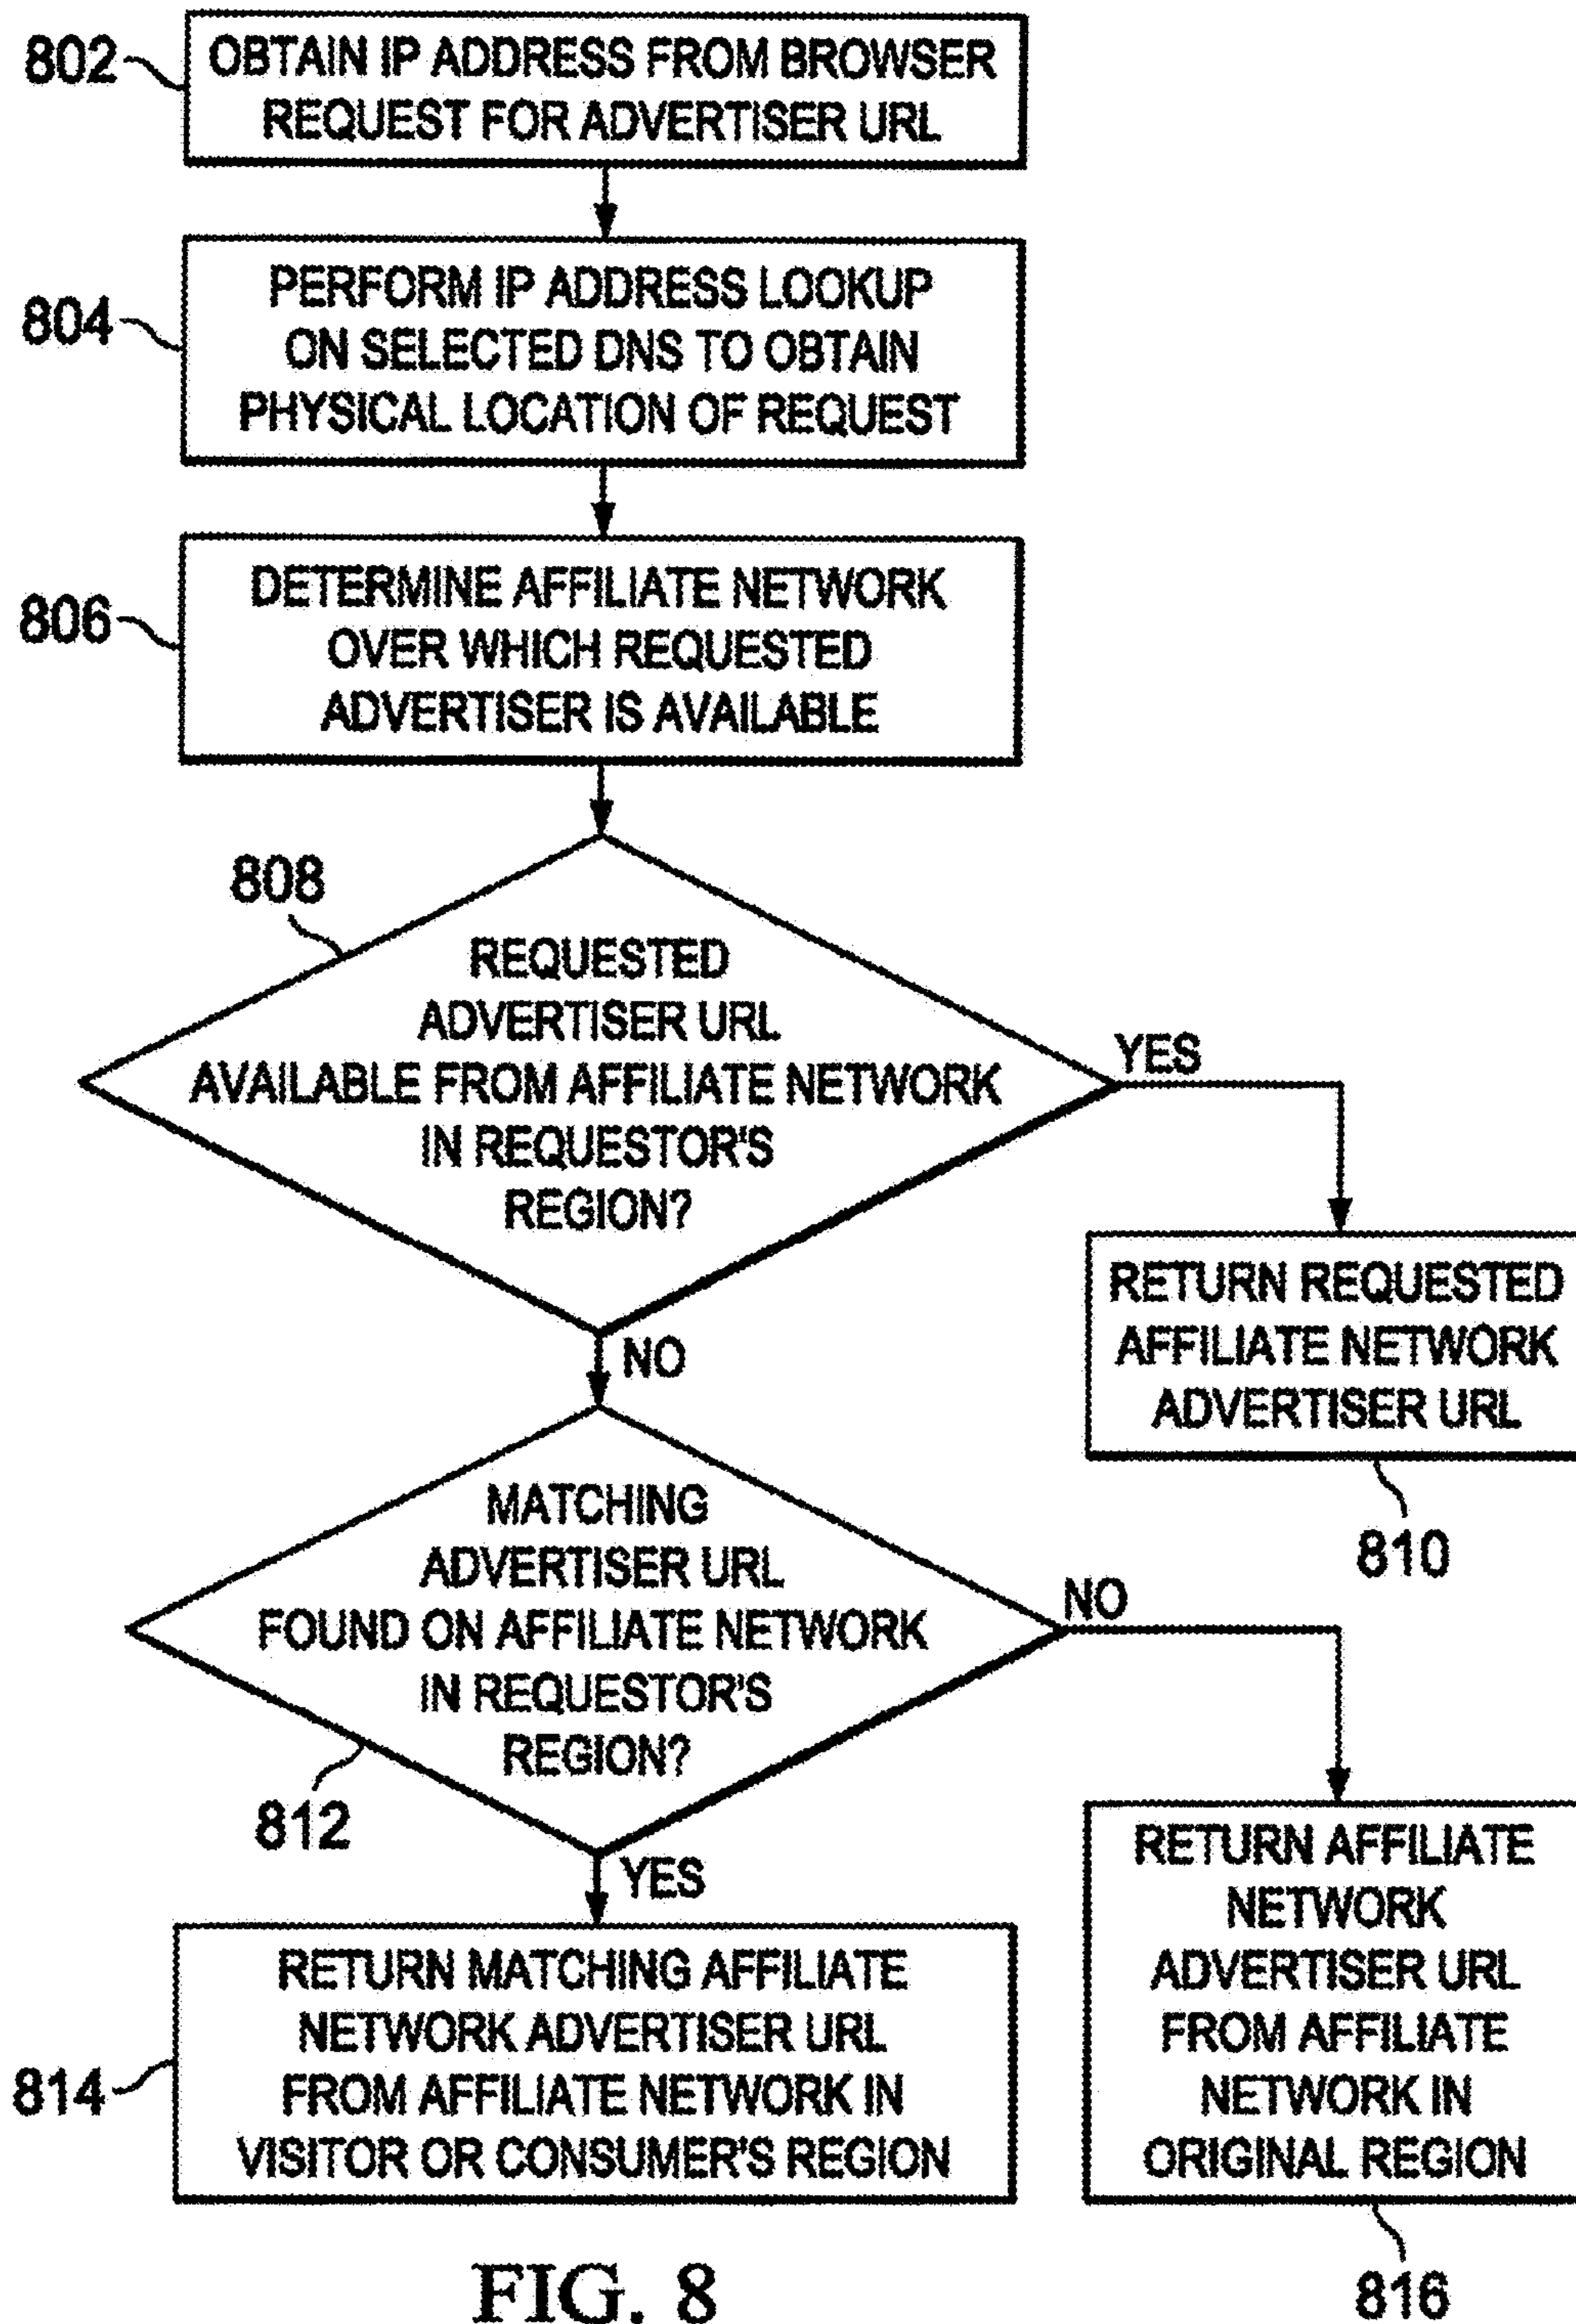 802
OBTAIN IP ADDRESS FROM BROWSER
REQUEST FOR ADVERTISER URL
804
PERFORM IP ADDRESS LOOKUP
ON SELECTED DNS TO OBTAIN
PHYSICAL LOCATION OF REQUEST
806
DETERMINE AFFILIATE NETWORK
OVER WHICH REQUESTED
ADVERTISER IS AVAILABLE
808
REQUESTED
ADVERTISER URL
AVAILABLE FROM AFFILIATE NETWORK
IN REQUESTOR'S
REGION?
YES
NO
RETURN REQUESTED
AFFILIATE NETWORK
ADVERTISER URL
810
MATCHING
ADVERTISER URL
FOUND ON AFFILIATE NETWORK
IN REQUESTOR'S
REGION?
812
NO
YES
814
RETURN MATCHING AFFILIATE
NETWORK ADVERTISER URL
FROM AFFILIATE NETWORK IN
VISITOR OR CONSUMER'S REGION
RETURN AFFILIATE
NETWORK
ADVERTISER URL
FROM AFFILIATE
NETWORK IN
ORIGINAL REGION
816
FIG. 8